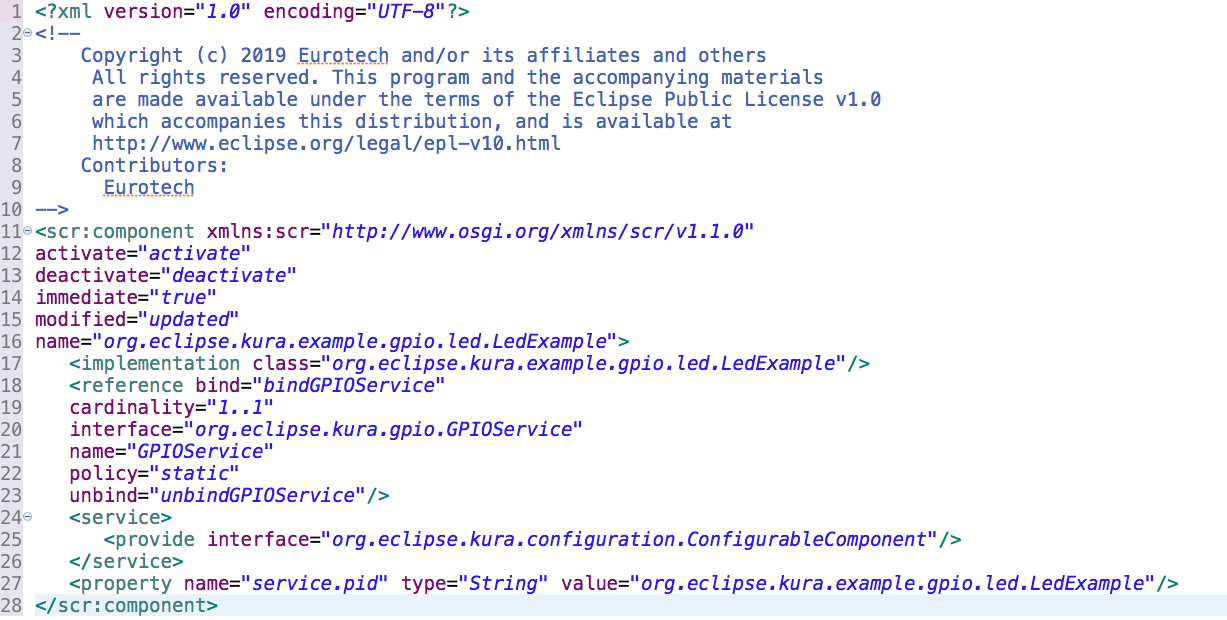 1 <?xml version="1.0" encoding="UTF-8"?>
2 <!--
3     Copyright (c) 2019 Eurotech and/or its affiliates and others
4      All rights reserved. This program and the accompanying materials
5      are made available under the terms of the Eclipse Public License v1.0
6      which accompanies this distribution, and is available at
7      http://www.eclipse.org/legal/epl-v10.html
8     Contributors:
9       Eurotech
10 -->
11 <scr:component xmlns:scr="http://www.osgi.org/xmlns/scr/v1.1.0"
12 activate="activate"
13 deactivate="deactivate"
14 immediate="true"
15 modified="updated"
16 name="org.eclipse.kura.example.gpio.led.LedExample">
17    <implementation class="org.eclipse.kura.example.gpio.led.LedExample"/>
18    <reference bind="bindGPIOService"
19    cardinality="1..1"
20    interface="org.eclipse.kura.gpio.GPIOService"
21    name="GPIOService"
22    policy="static"
23    unbind="unbindGPIOService"/>
24    <service>
25       <provide interface="org.eclipse.kura.configuration.ConfigurableComponent"/>
26    </service>
27    <property name="service.pid" type="String" value="org.eclipse.kura.example.gpio.led.LedExample"/>
28 </scr:component>